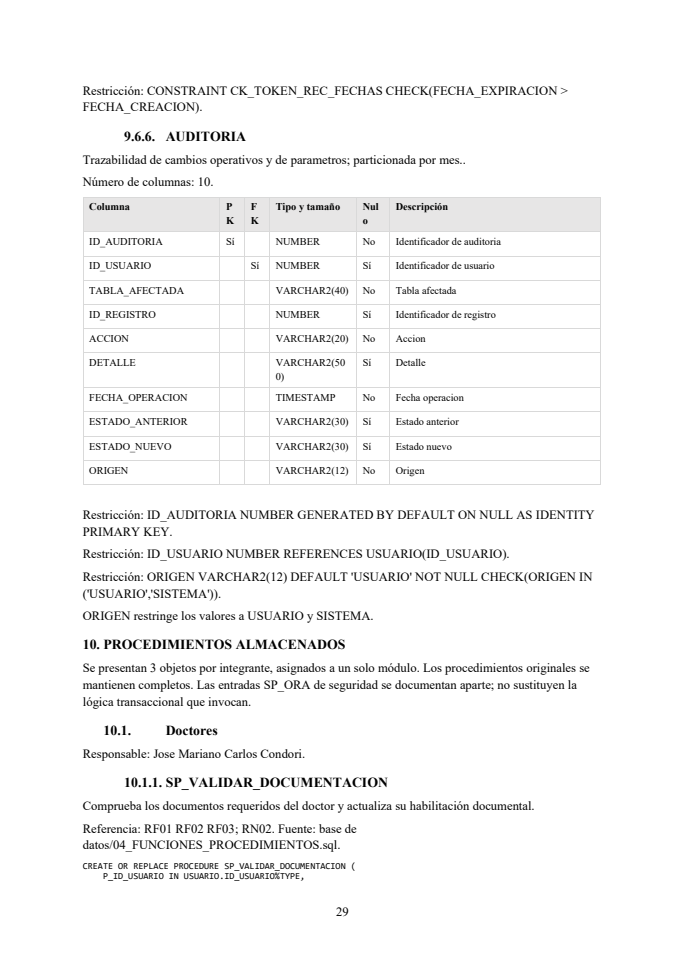 Restricción: CONSTRAINT CK_TOKEN_REC_FECHAS CHECK(FECHA_EXPIRACION >
FECHA_CREACION).
9.6.6. AUDITORIA
Trazabilidad de cambios operativos y de parametros; particionada por mes..
Número de columnas: 10.
Columna PK FK Tipo y tamaño Nulo Descripción
ID_AUDITORIA Sí NUMBER No Identificador de auditoria
ID_USUARIO Sí NUMBER Sí Identificador de usuario
TABLA_AFECTADA VARCHAR2(40) No Tabla afectada
ID_REGISTRO NUMBER Sí Identificador de registro
ACCION VARCHAR2(20) No Accion
DETALLE VARCHAR2(500) Sí Detalle
FECHA_OPERACION TIMESTAMP No Fecha operacion
ESTADO_ANTERIOR VARCHAR2(30) Sí Estado anterior
ESTADO_NUEVO VARCHAR2(30) Sí Estado nuevo
ORIGEN VARCHAR2(12) No Origen
Restricción: ID_AUDITORIA NUMBER GENERATED BY DEFAULT ON NULL AS IDENTITY
PRIMARY KEY.
Restricción: ID_USUARIO NUMBER REFERENCES USUARIO(ID_USUARIO).
Restricción: ORIGEN VARCHAR2(12) DEFAULT 'USUARIO' NOT NULL CHECK(ORIGEN IN
('USUARIO','SISTEMA')).
ORIGEN restringe los valores a USUARIO y SISTEMA.
10. PROCEDIMIENTOS ALMACENADOS
Se presentan 3 objetos por integrante, asignados a un solo módulo. Los procedimientos originales se
mantienen completos. Las entradas SP_ORA de seguridad se documentan aparte; no sustituyen la
lógica transaccional que invocan.
10.1. Doctores
Responsable: Jose Mariano Carlos Condori.
10.1.1. SP_VALIDAR_DOCUMENTACION
Comprueba los documentos requeridos del doctor y actualiza su habilitación documental.
Referencia: RF01 RF02 RF03; RN02. Fuente: base de
datos/04_FUNCIONES_PROCEDIMIENTOS.sql.
CREATE OR REPLACE PROCEDURE SP_VALIDAR_DOCUMENTACION (
P_ID_USUARIO IN USUARIO.ID_USUARIO%TYPE,
29